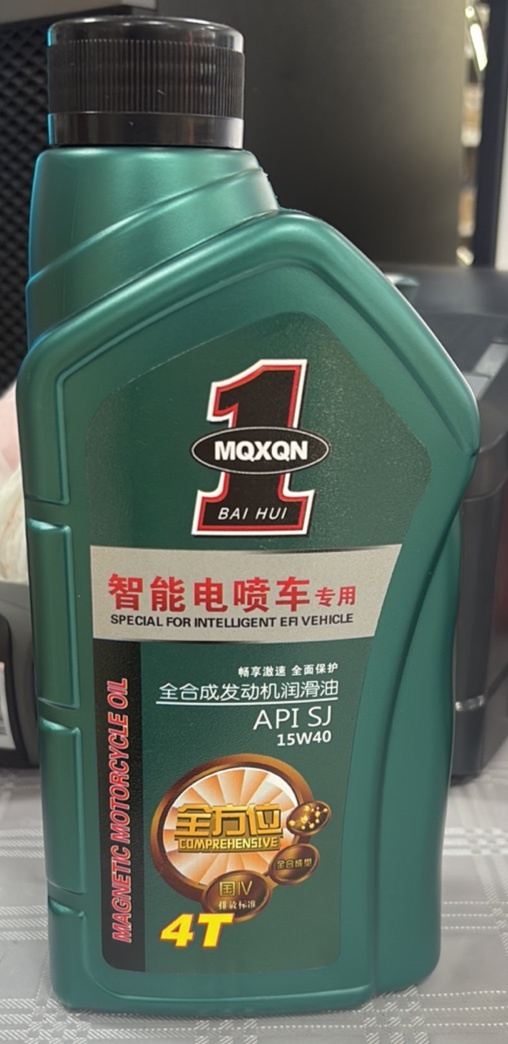 1
MQXQN
BAI HUI
智能电喷车专用
SPECIAL FOR INTELLIGENT EFI VEHICLE
畅享激速 全面保护
全合成发动机润滑油
API SJ
15W40
MAGNETIC MOTORCYCLE OIL
全方位
COMPREHENSIVE
全合成型
国IV
排放标准
4T